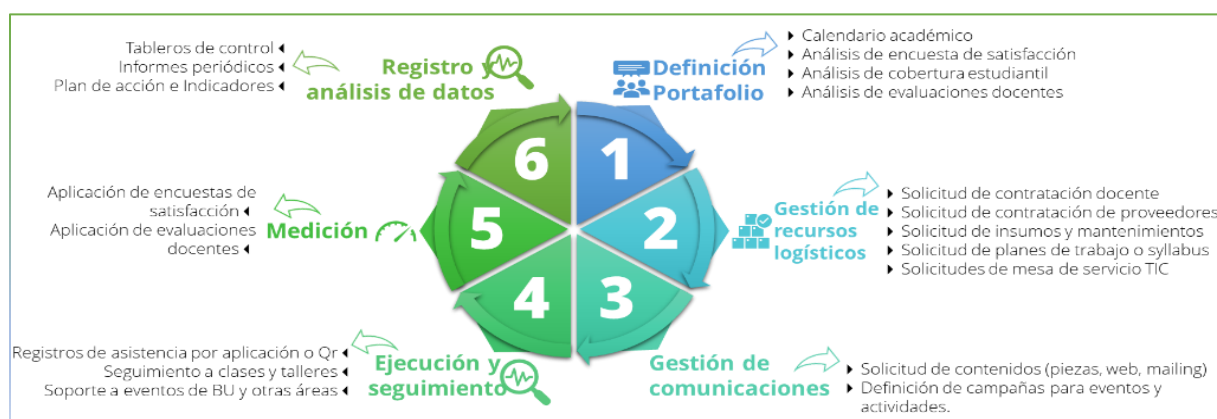 Definición
Portafolio
Calendario académico
Análisis de encuesta de satisfacción
Análisis de cobertura estudiantil
Análisis de evaluaciones docentes
1
Gestión de
recursos
logísticos
Solicitud de contratación docente
Solicitud de contratación de proveedores
Solicitud de insumos y mantenimientos
Solicitud de planes de trabajo o syllabus
Solicitudes de mesa de servicio TIC
2
Gestión de
comunicaciones
Solicitud de contenidos (piezas, web, mailing)
Definición de campañas para eventos y
actividades.
3
Ejecución y
seguimiento
Registros de asistencia por aplicación o Qr
Seguimiento a clases y talleres
Soporte a eventos de BU y otras áreas
4
Medición
Aplicación de encuestas de
satisfacción
Aplicación de evaluaciones
docentes
5
Registro y
análisis de datos
Tableros de control
Informes periódicos
Plan de acción e Indicadores
6